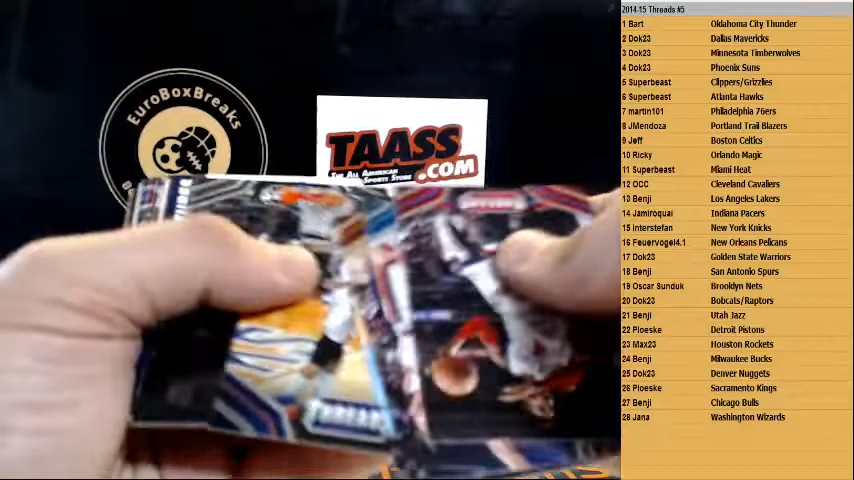 2014-15 Threads #5
1 Bart Oklahoma City Thunder
2 Dok23 Dallas Mavericks
3 Dok23 Minnesota Timberwolves
4 Dok23 Phoenix Suns
5 Superbeast Clippers/Grizzlies
6 Superbeast Atlanta Hawks
7 martin101 Philadelphia 76ers
8 JMendoza Portland Trail Blazers
9 Jeff Boston Celtics
10 Ricky Orlando Magic
11 Superbeast Miami Heat
12 OCC Cleveland Cavaliers
13 Benji Los Angeles Lakers
14 Jamiroquai Indiana Pacers
15 Interstefan New York Knicks
16 Feuervogel4.1 New Orleans Pelicans
17 Dok23 Golden State Warriors
18 Benji San Antonio Spurs
19 Oscar Sunduk Brooklyn Nets
20 Dok23 Bobcats/Raptors
21 Benji Utah Jazz
22 Ploeske Detroit Pistons
23 Max23 Houston Rockets
24 Benji Milwaukee Bucks
25 Dok23 Denver Nuggets
26 Ploeske Sacramento Kings
27 Benji Chicago Bulls
28 Jana Washington Wizards
EuroBoxBreaks
TAASS
The All American
Sports Store .COM
THREADS